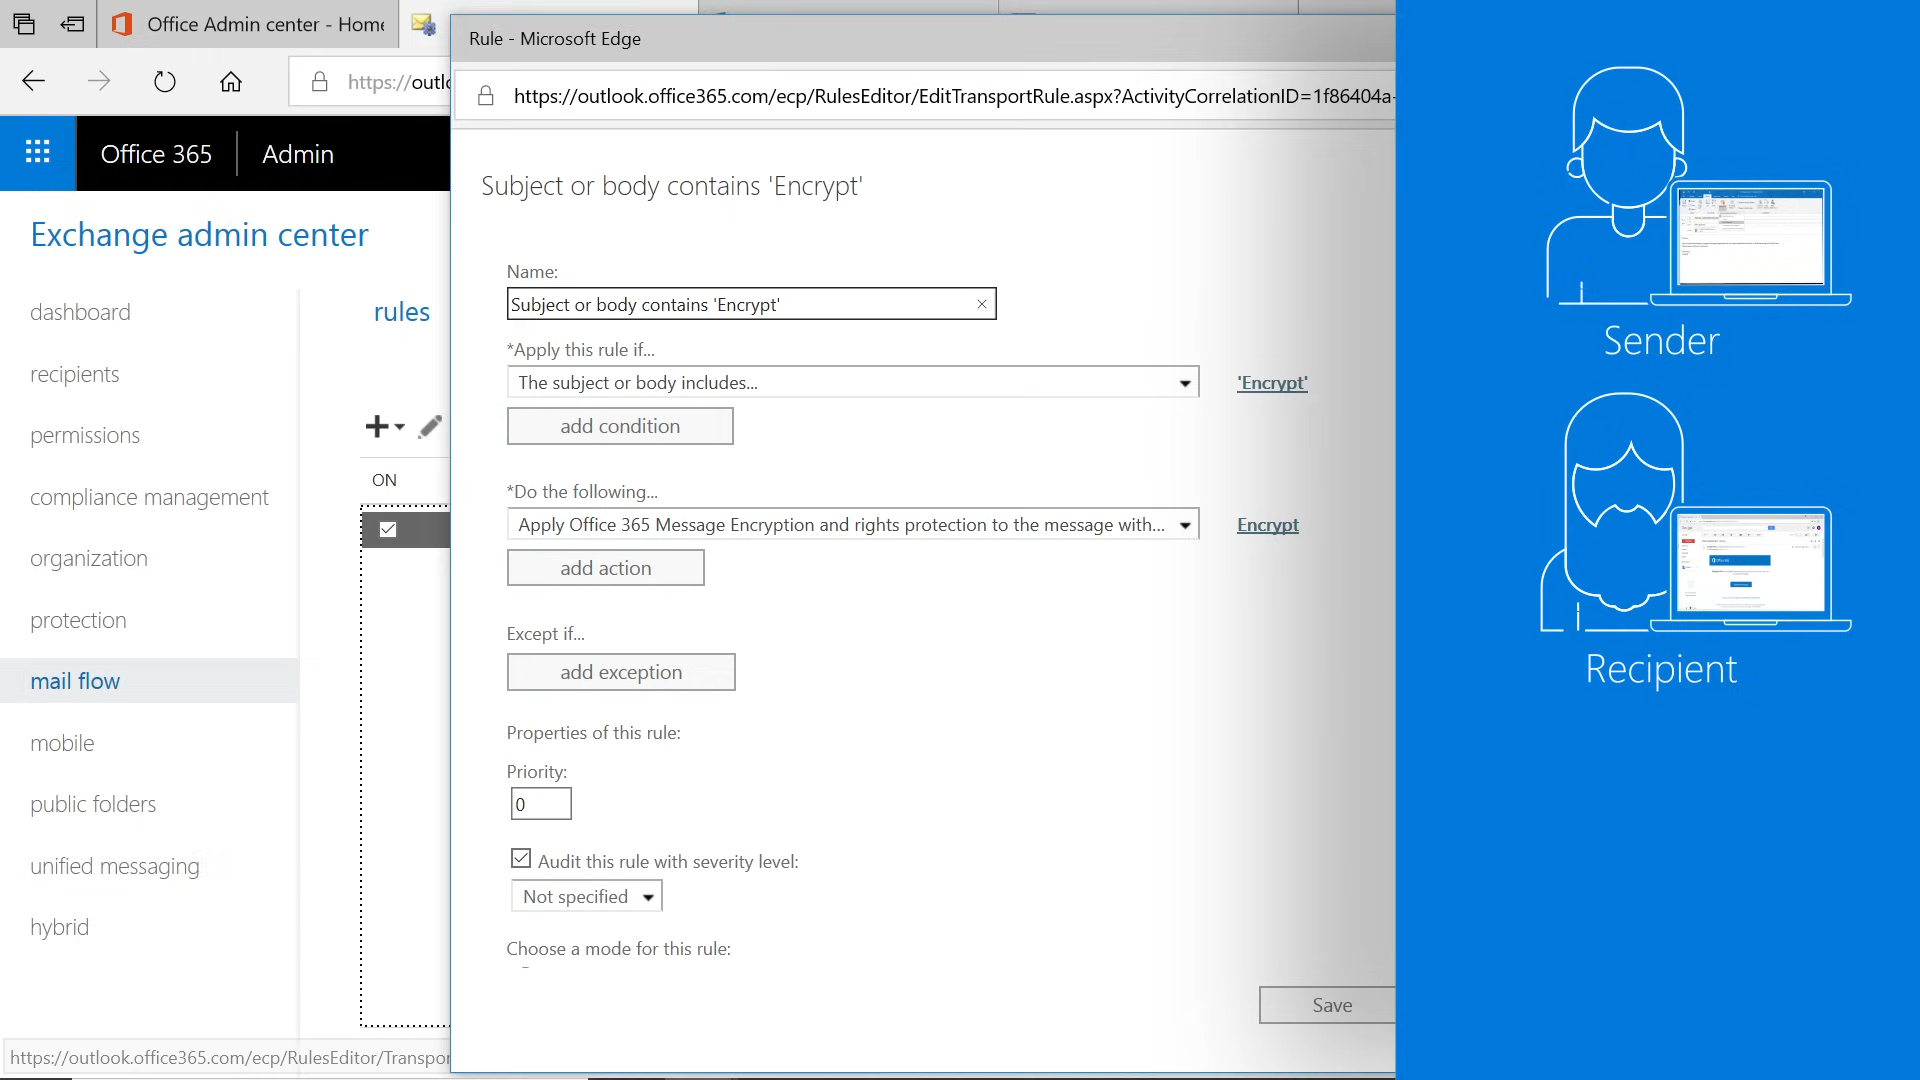 Office Admin center - Home
Rule - Microsoft Edge
https://outlo
https://outlook.office365.com/ecp/RulesEditor/EditTransportRule.aspx?ActivityCorrelationID=1f86404a-
Office 365
Admin
Exchange admin center
dashboard
recipients
permissions
compliance management
organization
protection
mail flow
mobile
public folders
unified messaging
hybrid
rules
ON
Subject or body contains 'Encrypt'
Name:
Subject or body contains 'Encrypt'
*Apply this rule if...
The subject or body includes...
'Encrypt'
add condition
*Do the following...
Apply Office 365 Message Encryption and rights protection to the message with...
Encrypt
add action
Except if...
add exception
Properties of this rule:
Priority:
0
Audit this rule with severity level:
Not specified
Choose a mode for this rule:
Save
https://outlook.office365.com/ecp/RulesEditor/Transpor
Sender
Recipient